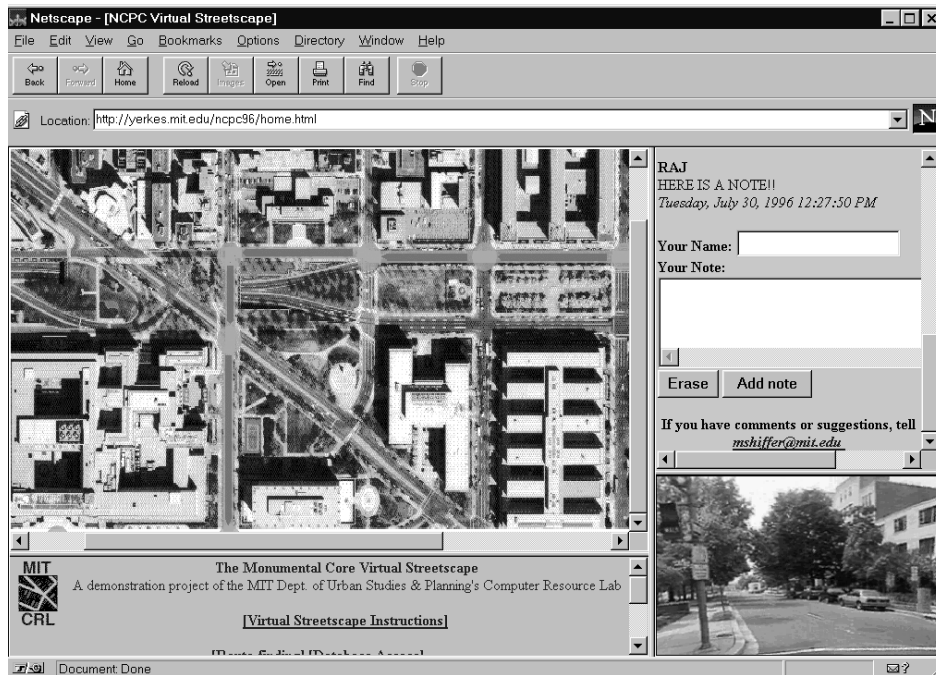 Netscape - [NCPC Virtual Streetscape]
File Edit View Go Bookmarks Options Directory Window Help
Back Forward Home Reload Images Open Print Find Stop
Location: http://yerkes.mit.edu/ncpc96/home.html
N
RAJ
HERE IS A NOTE!!
Tuesday, July 30, 1996 12:27:50 PM
Your Name:
Your Note:
Erase Add note
If you have comments or suggestions, tell
mshiffer@mit.edu
MIT
CRL
The Monumental Core Virtual Streetscape
A demonstration project of the MIT Dept. of Urban Studies & Planning's Computer Resource Lab
[Virtual Streetscape Instructions]
[Route finding] [Database Access]
Document: Done
?